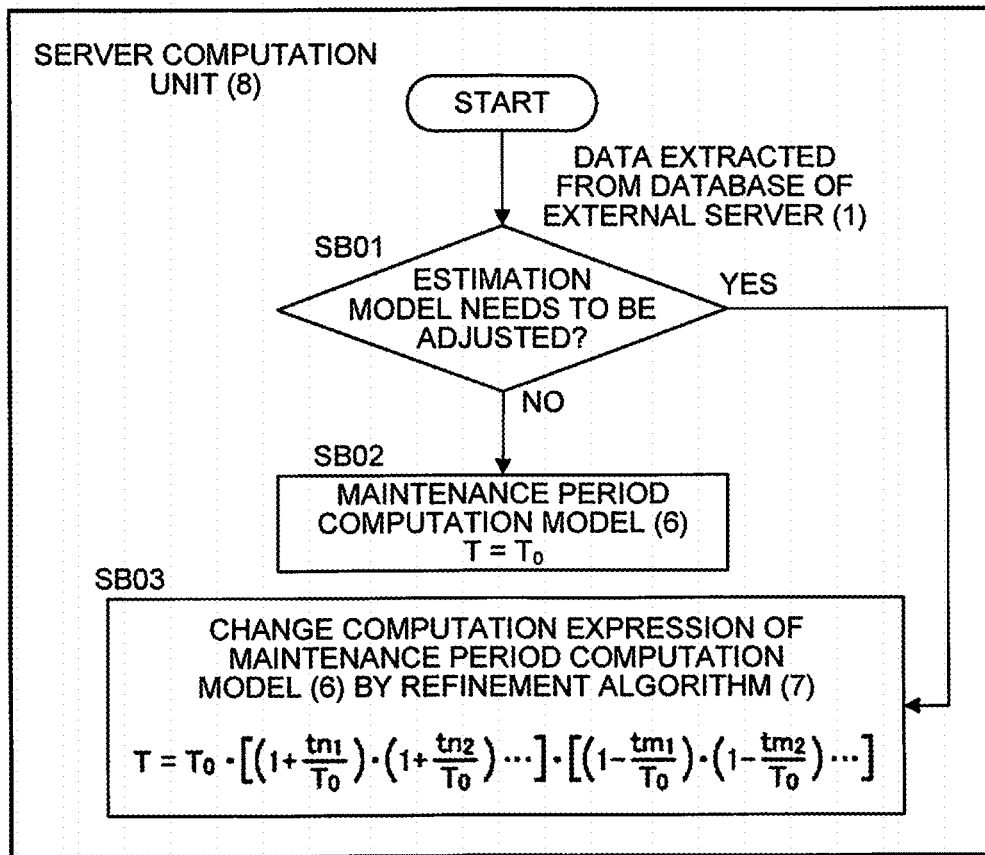 SERVER COMPUTATION
UNIT (8)
START
DATA EXTRACTED
FROM DATABASE OF
EXTERNAL SERVER (1)
SB01
ESTIMATION
MODEL NEEDS TO BE
ADJUSTED?
YES
NO
SB02
MAINTENANCE PERIOD
COMPUTATION MODEL (6)
T = T₀
SB03
CHANGE COMPUTATION EXPRESSION OF
MAINTENANCE PERIOD COMPUTATION
MODEL (6) BY REFINEMENT ALGORITHM (7)
T = T₀ · [(1+ tn₁/T₀) · (1+ tn₂/T₀) ···] · [(1- tm₁/T₀) · (1- tm₂/T₀) ···]